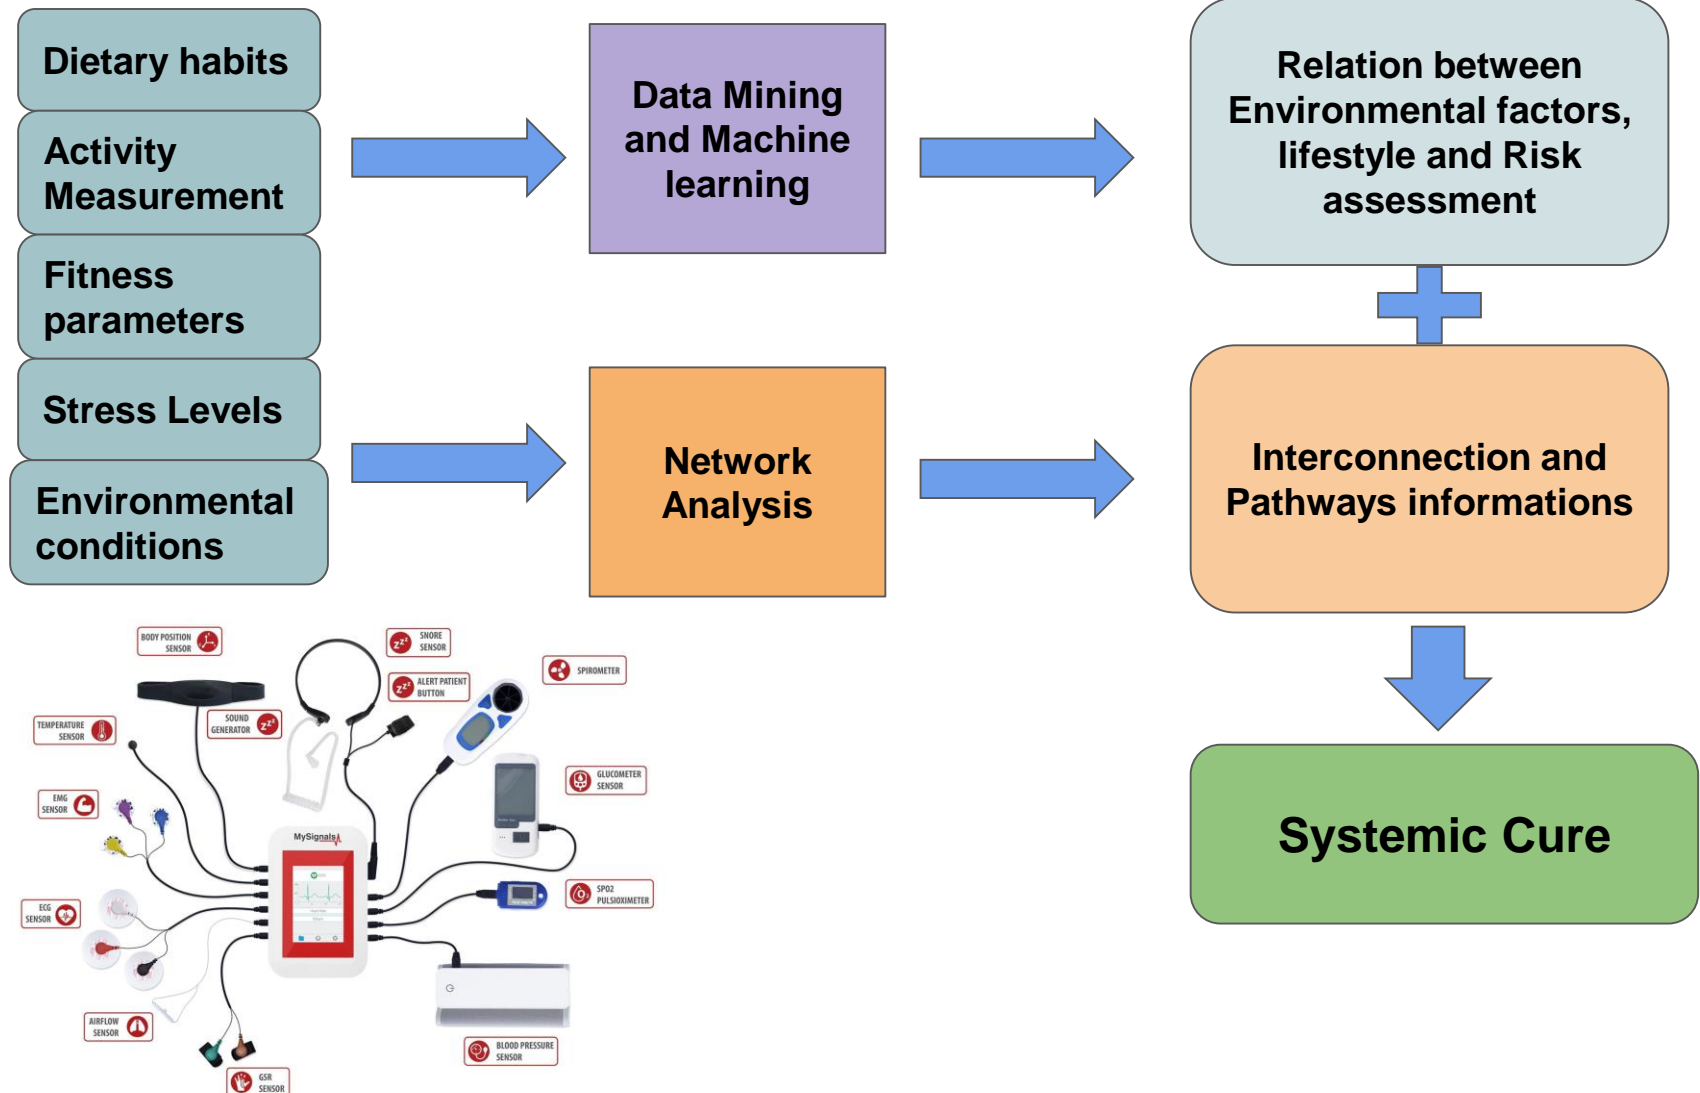 Dietary habits
Activity
Measurement
Fitness
parameters
Stress Levels
Environmental
conditions
Data Mining
and Machine
learning
Network
Analysis
Relation between
Environmental factors,
lifestyle and Risk
assessment
Interconnection and
Pathways informations
Systemic Cure
BODY POSITION
SENSOR
SNORE
SENSOR
ALERT PATIENT
BUTTON
SPIROMETER
SOUND
GENERATOR
TEMPERATURE
SENSOR
GLUCOMETER
SENSOR
EMG
SENSOR
MySignals
SPO2
PULSIOXIMETER
ECG
SENSOR
AIRFLOW
SENSOR
BLOOD PRESSURE
SENSOR
GSR
SENSOR